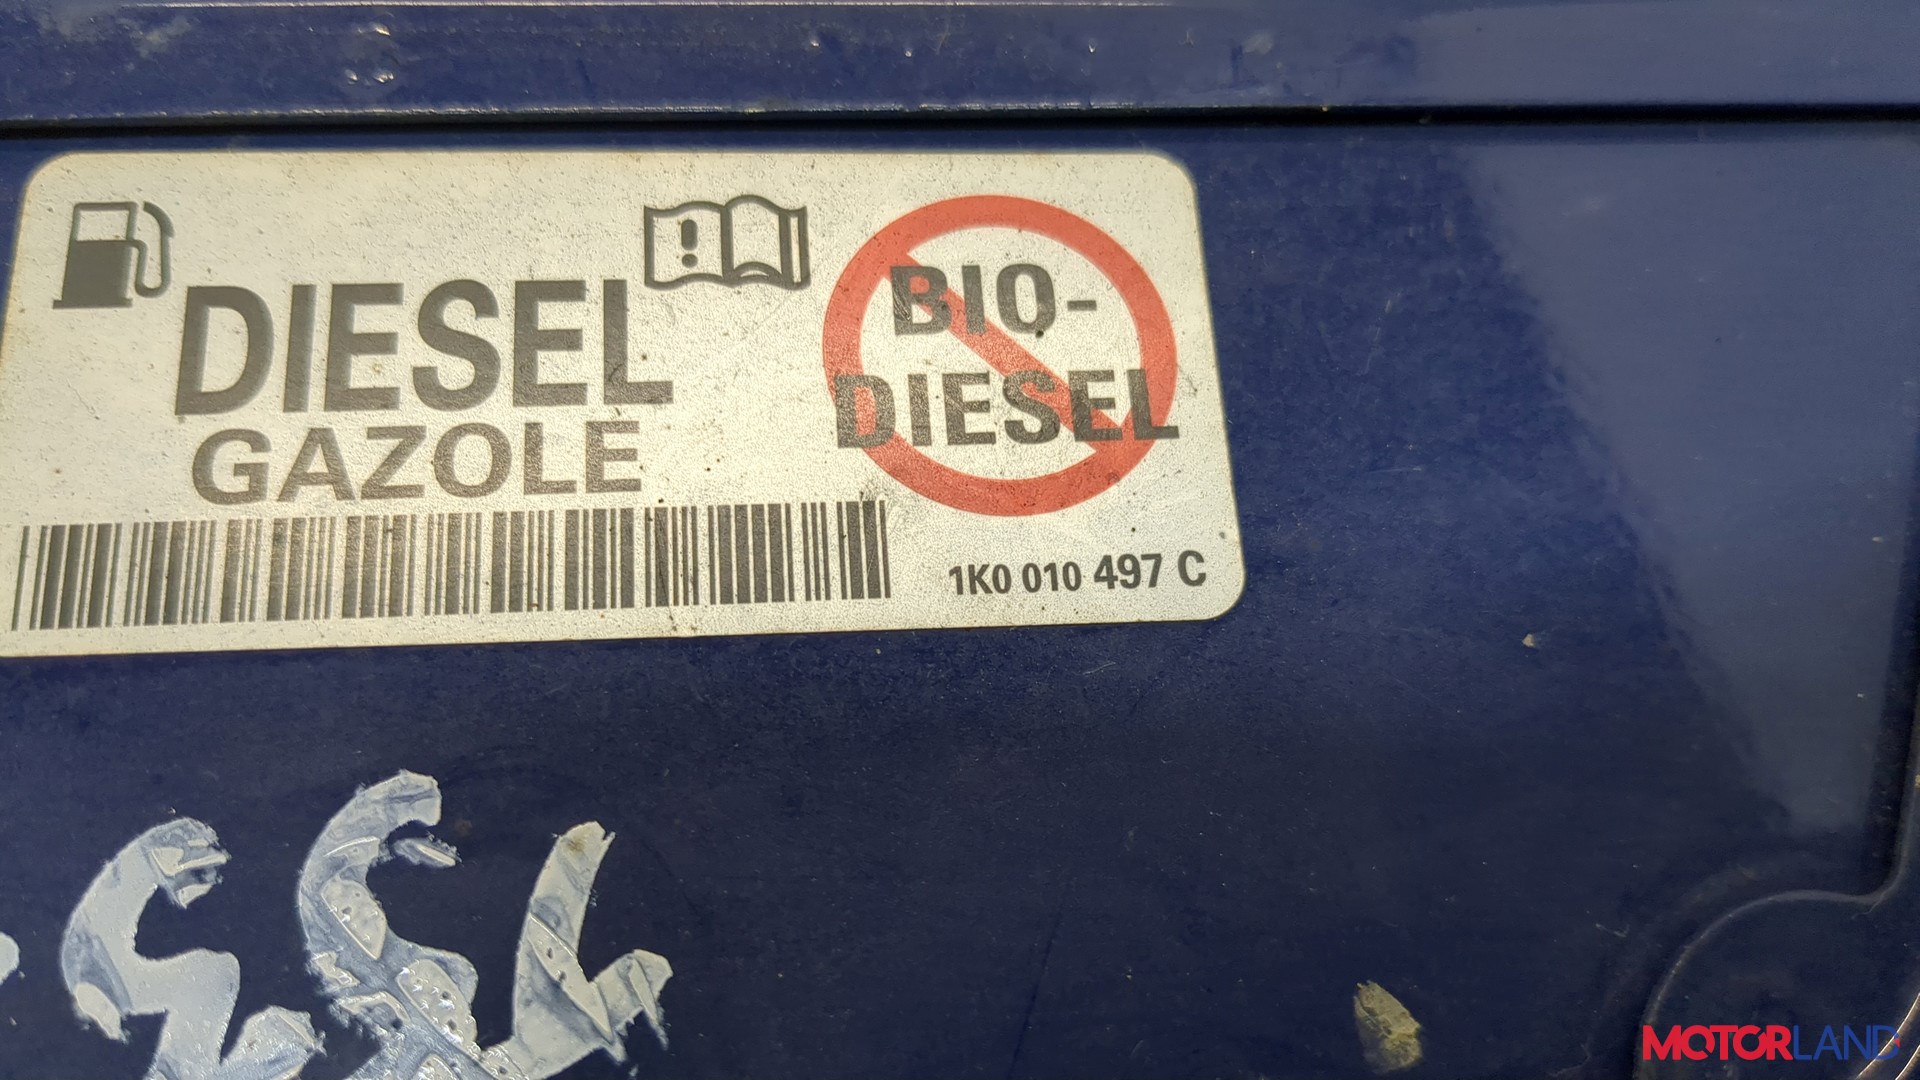 DIESEL
GAZOLE
BIO-
DIESEL
1K0 010 497 C
MOTORLAND